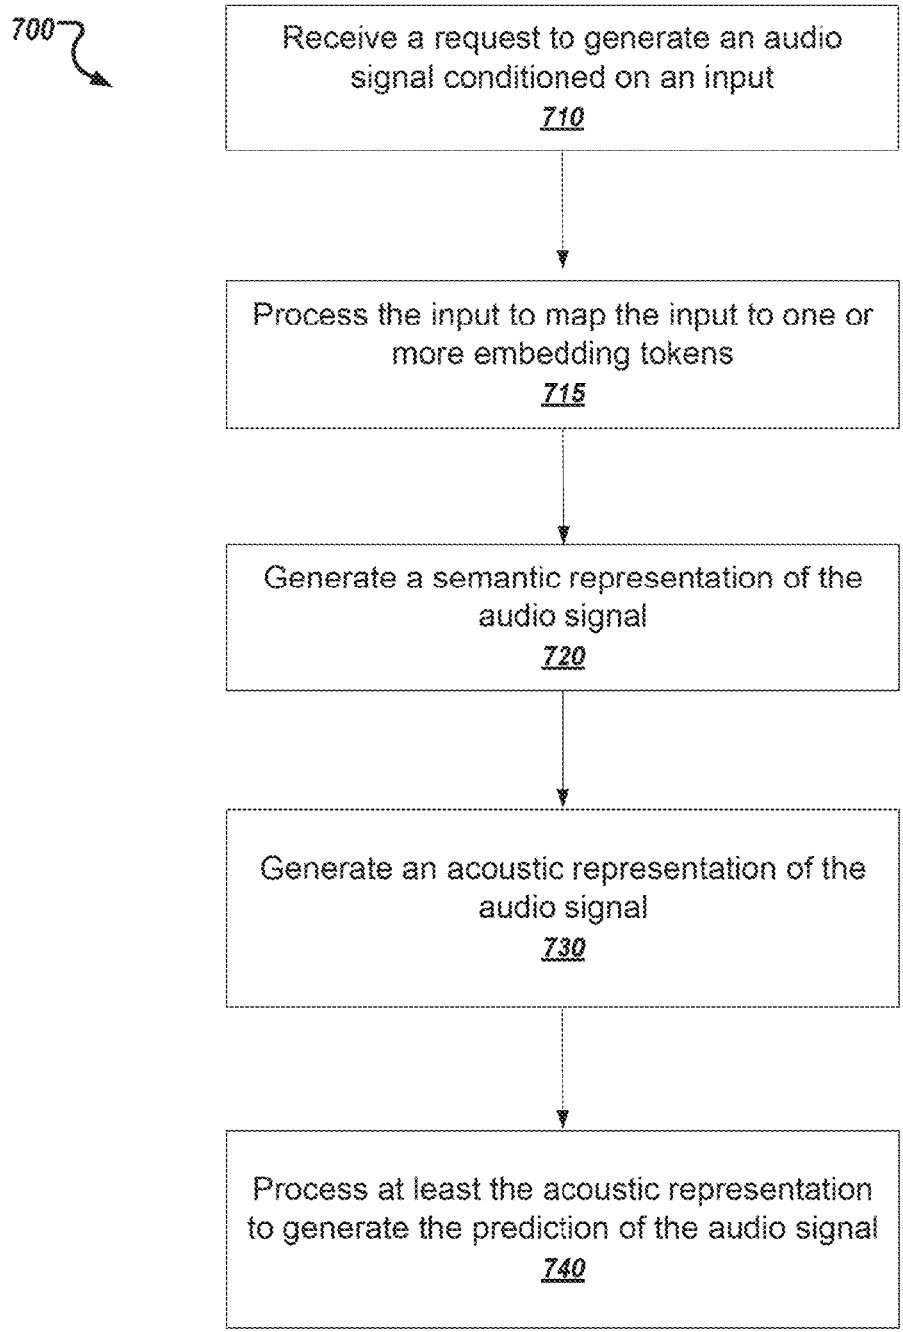 700
Receive a request to generate an audio
signal conditioned on an input
710
Process the input to map the input to one or
more embedding tokens
715
Generate a semantic representation of the
audio signal
720
Generate an acoustic representation of the
audio signal
730
Process at least the acoustic representation
to generate the prediction of the audio signal
740